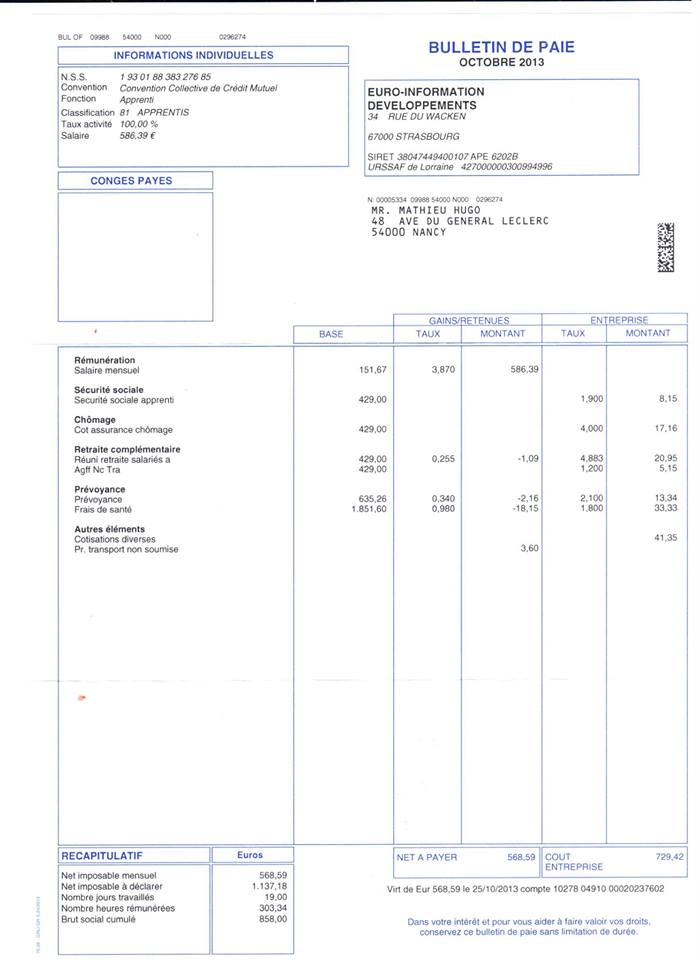 BUL OF 09988 54000 N000 0296274
INFORMATIONS INDIVIDUELLES
N.S.S. 1 93 01 88 383 276 85
Convention Convention Collective de Crédit Mutuel
Fonction Apprenti
Classification 81 APPRENTIS
Taux activité 100,00 %
Salaire 586,39 €
CONGES PAYES
BULLETIN DE PAIE
OCTOBRE 2013
EURO-INFORMATION
DEVELOPPEMENTS
34 RUE DU WACKEN
67000 STRASBOURG
SIRET 38047449400107 APE 6202B
URSSAF de Lorraine 427000000300994996
N: 00005334 09988 54000 N000 0296274
MR. MATHIEU HUGO
48 AVE DU GENERAL LECLERC
54000 NANCY
GAINS/RETENUES ENTREPRISE
BASE TAUX MONTANT TAUX MONTANT
Rémunération
Salaire mensuel 151,67 3,870 586,39
Sécurité sociale
Securité sociale apprenti 429,00 1,900 8,15
Chômage
Cot assurance chômage 429,00 4,000 17,16
Retraite complémentaire
Réuni retraite salariés a 429,00 0,255 -1,09 4,883 20,95
Agff Nc Tra 429,00 1,200 5,15
Prévoyance
Prévoyance 635,26 0,340 -2,16 2,100 13,34
Frais de santé 1.851,60 0,980 -18,15 1,800 33,33
Autres éléments
Cotisations diverses 41,35
Pr. transport non soumise 3,60
RECAPITULATIF Euros
Net imposable mensuel 568,59
Net imposable à déclarer 1.137,18
Nombre jours travaillés 19,00
Nombre heures rémunérées 303,34
Brut social cumulé 858,00
NET A PAYER 568,59
COUT ENTREPRISE 729,42
Virt de Eur 568,59 le 25/10/2013 compte 10278 04910 00020237602
Dans votre intérêt et pour vous aider à faire valoir vos droits,
conservez ce bulletin de paie sans limitation de durée.